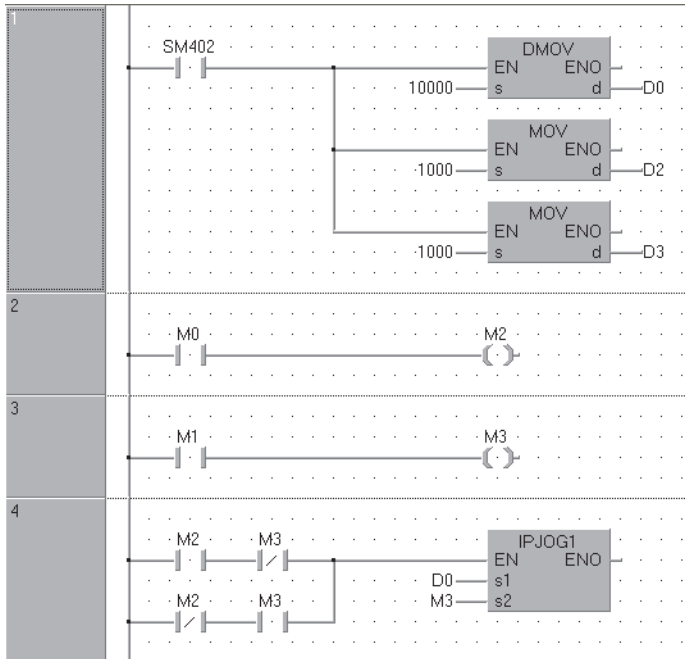 1
SM402
DMOV
EN ENO
10000 s d D0
MOV
EN ENO
1000 s d D2
MOV
EN ENO
1000 s d D3
2
M0 M2
3
M1 M3
4
M2 M3 IPJOG1
EN ENO
D0 s1
M2 M3 M3 s2